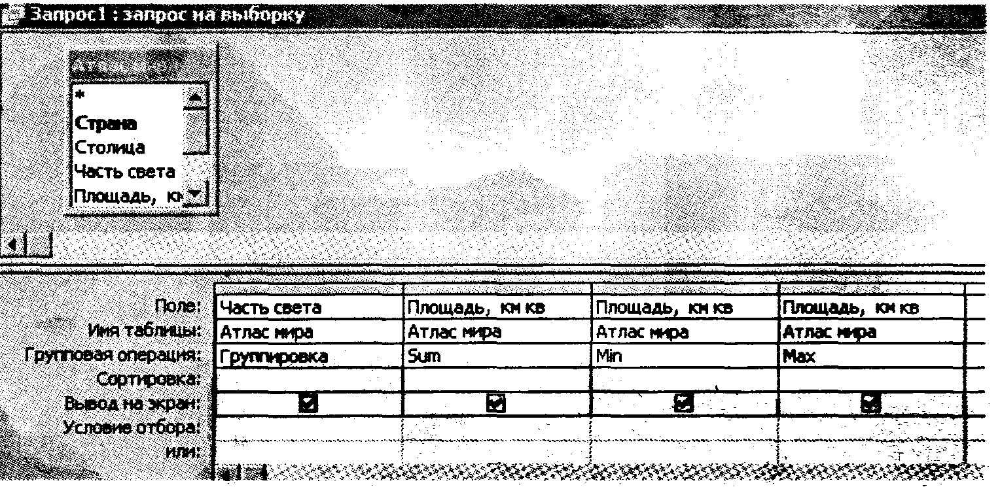 Запрос1 : запрос на выборку
*
Страна
Столица
Часть света
Площадь, км
Поле: Часть света Площадь, км кв Площадь, км кв Площадь, км кв
Имя таблицы: Атлас мира Атлас мира Атлас мира Атлас мира
Групповая операция: Группировка Sum Min Max
Сортировка:
Вывод на экран:
Условие отбора:
или: